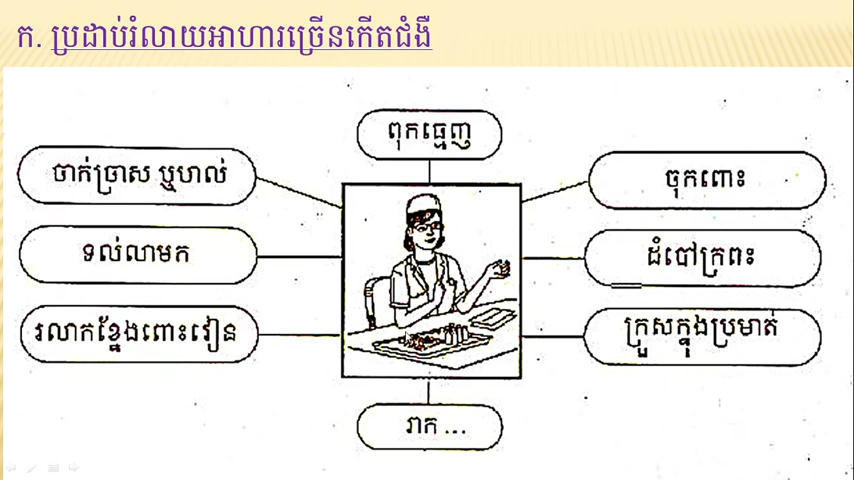 ក. ប្រដាប់រំលាយអាហារច្រើនកើតជំងឺ
ពុកធ្មេញ
ចាក់ច្រាស ឬហល់
ចុកពោះ
ទល់លាមក
ដំបៅក្រពះ
រលាកខ្នែងពោះវៀន
ក្រួសក្នុងប្រមាត់
រាក ...